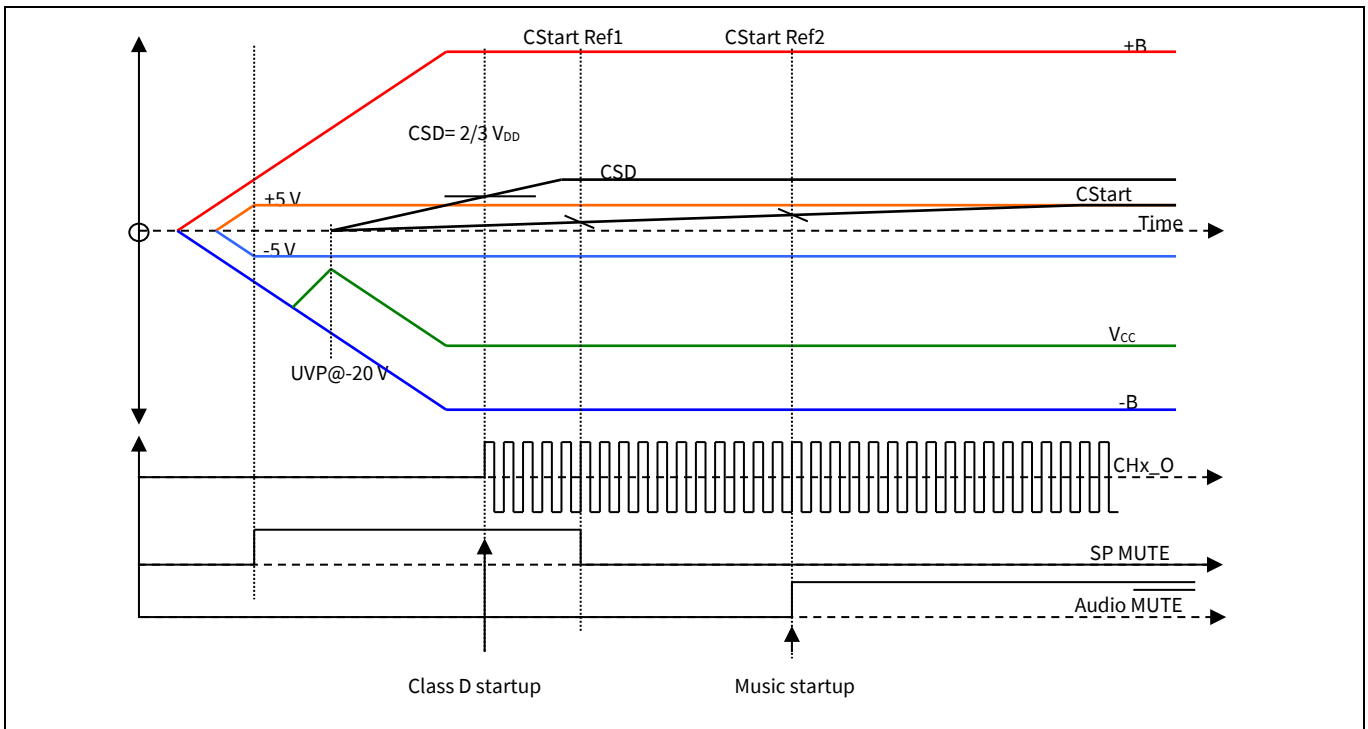 CStart Ref1 CStart Ref2
+B
CSD= 2/3 VDD
CSD
+5 V
CStart
Time
-5 V
VCC
UVP@-20 V
-B
CHx_O
SP MUTE
Audio MUTE
Class D startup Music startup